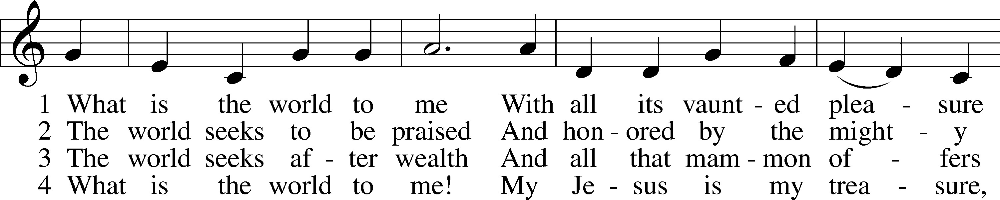 1 What is the world to me With all its vaunt - ed plea - sure
2 The world seeks to be praised And hon - ored by the might - y
3 The world seeks af - ter wealth And all that mam - mon of - fers
4 What is the world to me! My Je - sus is my trea - sure,